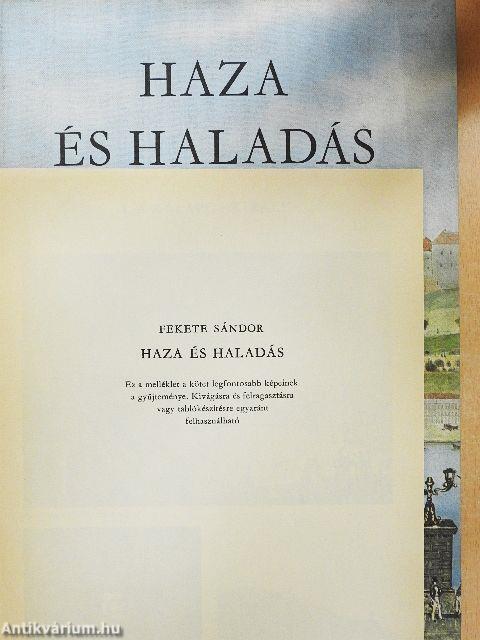 HAZA
ÉS HALADÁS
FEKETE SÁNDOR
HAZA ÉS HALADÁS
Ez a melléklet a kötet legfontosabb képeinek
a gyűjteménye. Kivágásra és felragasztásra
vagy tablókészítésre egyaránt
felhasználható
Antikvárium.hu